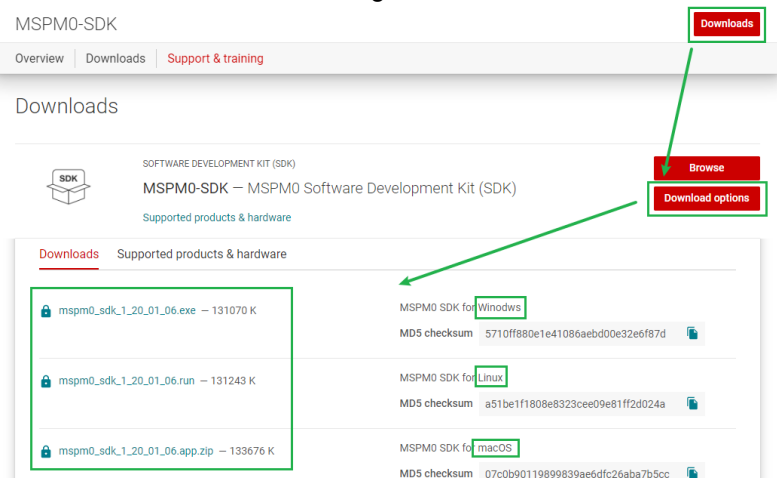 MSPM0-SDK
Downloads
Overview Downloads Support & training
Downloads
SDK
SOFTWARE DEVELOPMENT KIT (SDK)
MSPM0-SDK — MSPM0 Software Development Kit (SDK)
Supported products & hardware
Browse
Download options
Downloads Supported products & hardware
mspm0_sdk_1_20_01_06.exe — 131070 K
MSPM0 SDK for Winodws
MD5 checksum 5710ff880e1e41086aebd00e32e6f87d
mspm0_sdk_1_20_01_06.run — 131243 K
MSPM0 SDK for Linux
MD5 checksum a51be1f1808e8323cee09e81ff2d024a
mspm0_sdk_1_20_01_06.app.zip — 133676 K
MSPM0 SDK for macOS
MD5 checksum 07c0b90119899839ae6dfc26aba7b5cc